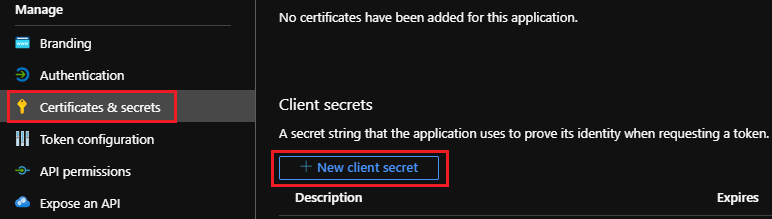 Manage
Branding
Authentication
Certificates & secrets
Token configuration
API permissions
Expose an API
No certificates have been added for this application.
Client secrets
A secret string that the application uses to prove its identity when requesting a token.
+ New client secret
Description Expires